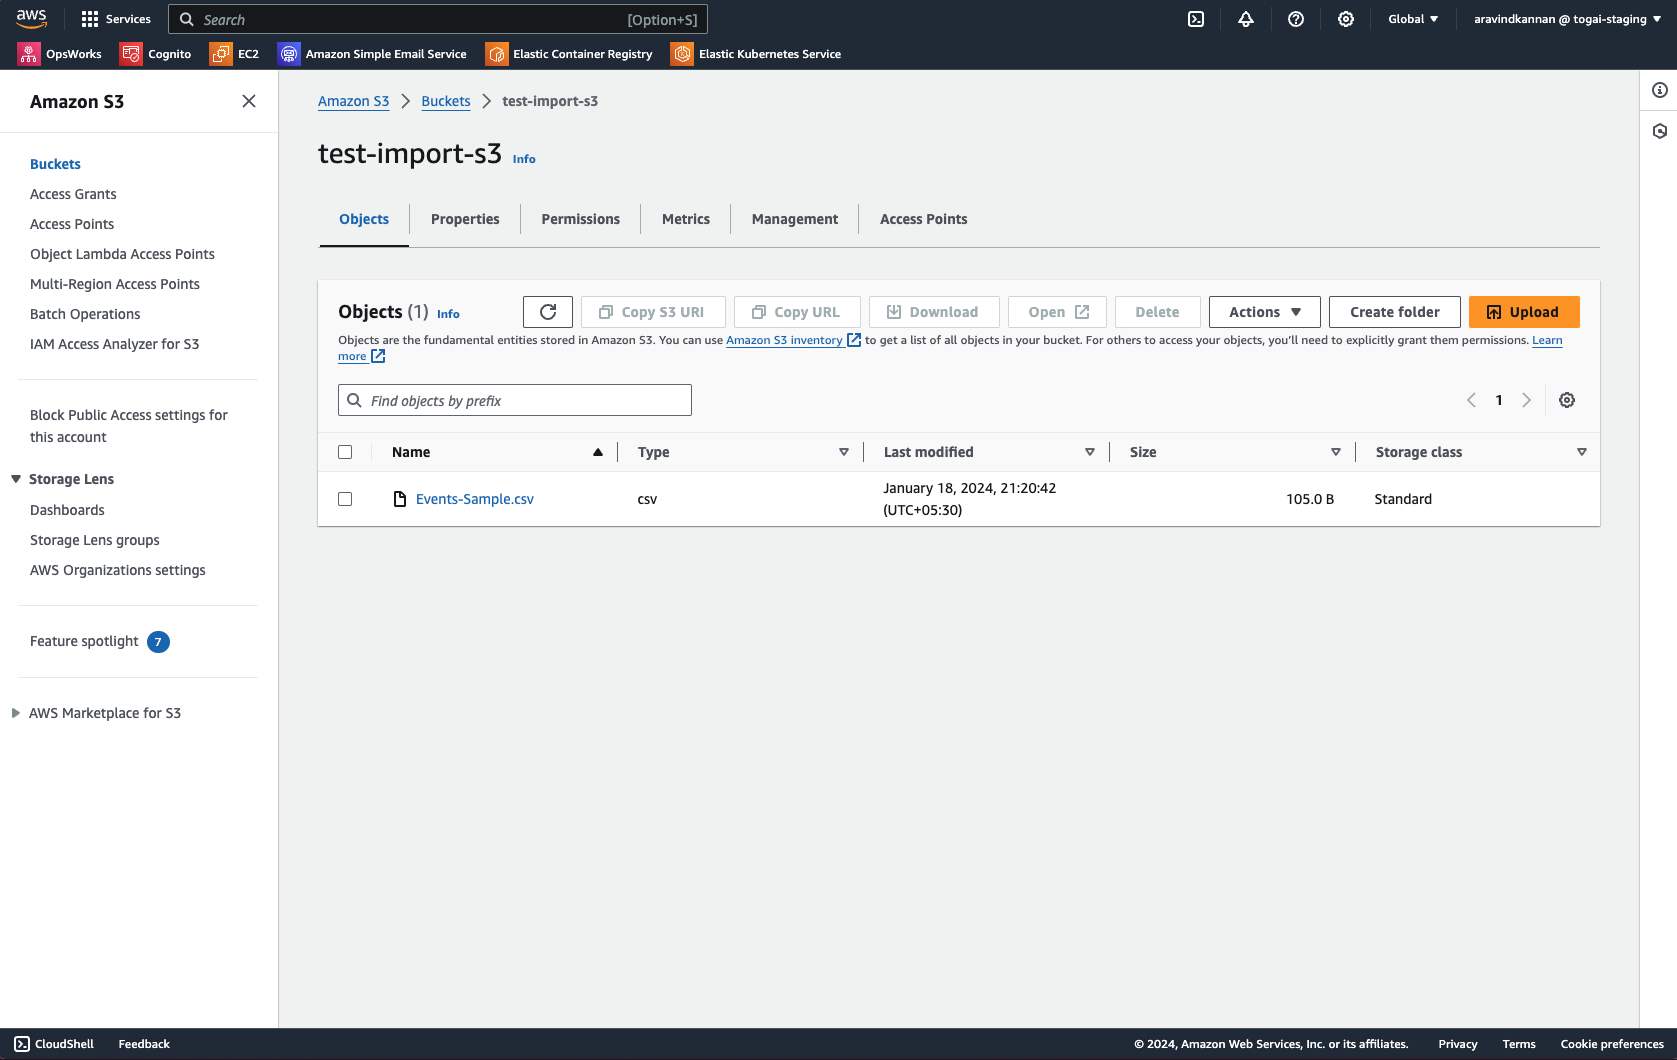 aws
Services
Search
[Option+S]
Global
aravindkannan @ togai-staging
OpsWorks
Cognito
EC2
Amazon Simple Email Service
Elastic Container Registry
Elastic Kubernetes Service
Amazon S3
Buckets
Access Grants
Access Points
Object Lambda Access Points
Multi-Region Access Points
Batch Operations
IAM Access Analyzer for S3
Block Public Access settings for
this account
Storage Lens
Dashboards
Storage Lens groups
AWS Organizations settings
Feature spotlight 7
AWS Marketplace for S3
Amazon S3 > Buckets > test-import-s3
test-import-s3 Info
Objects
Properties
Permissions
Metrics
Management
Access Points
Objects (1) Info
Copy S3 URI
Copy URL
Download
Open
Delete
Actions
Create folder
Upload
Objects are the fundamental entities stored in Amazon S3. You can use Amazon S3 inventory to get a list of all objects in your bucket. For others to access your objects, you'll need to explicitly grant them permissions. Learn
more
Find objects by prefix
1
Name
Type
Last modified
Size
Storage class
Events-Sample.csv
csv
January 18, 2024, 21:20:42
(UTC+05:30)
105.0 B
Standard
CloudShell
Feedback
© 2024, Amazon Web Services, Inc. or its affiliates.
Privacy
Terms
Cookie preferences